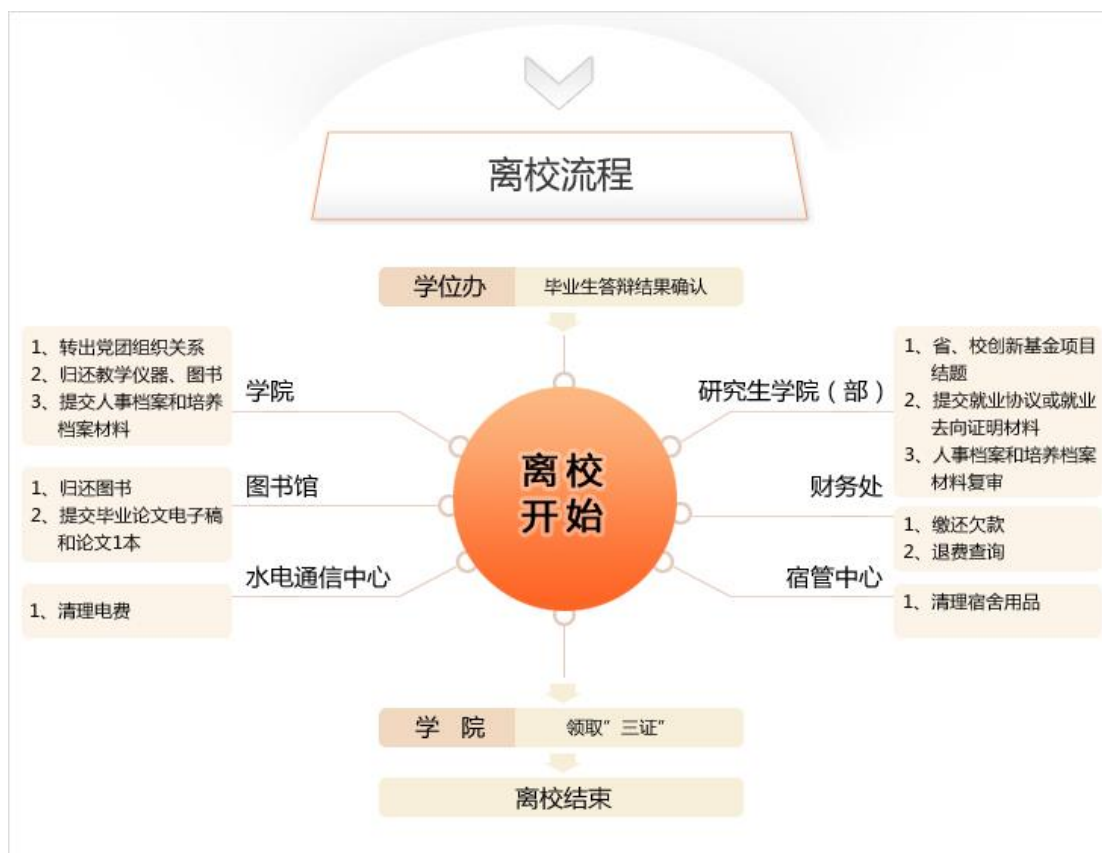 离校流程
学位办
毕业生答辩结果确认
1、转出党团组织关系
2、归还教学仪器、图书
3、提交人事档案和培养
档案材料
学院
1、归还图书
2、提交毕业论文电子稿
和论文1本
图书馆
1、清理电费
水电通信中心
离校
开始
研究生学院（部）
1、省、校创新基金项目
结题
2、提交就业协议或就业
去向证明材料
3、人事档案和培养档案
材料复审
财务处
1、缴还欠款
2、退费查询
宿管中心
1、清理宿舍用品
学 院
领取”三证”
离校结束